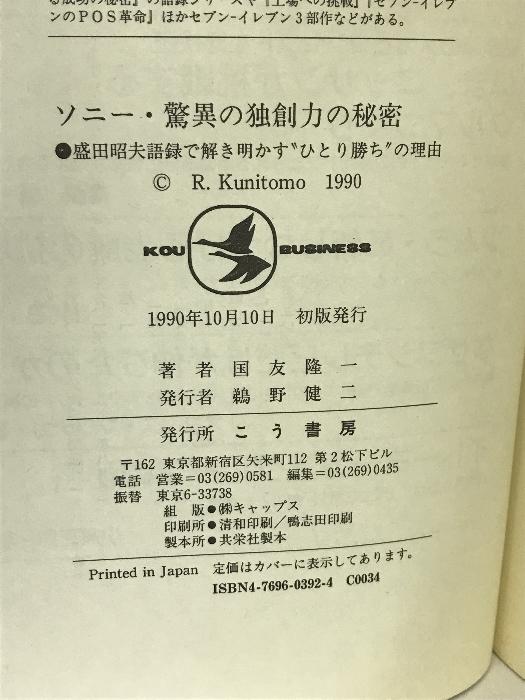 る成功の秘密』の語録シリーズや『工場への挑戦』『セブン-イレブ
ンのPOS革命』ほかセブン-イレブン3部作などがある。
ソニー・驚異の独創力の秘密
●盛田昭夫語録で解き明かす〝ひとり勝ち〟の理由
© R. Kunitomo 1990
KOU BUSINESS
1990年10月10日 初版発行
著者 国友隆一
発行者 鵜野健二
発行所 こう書房
〒162 東京都新宿区矢来町112 第2松下ビル
電話 営業=03(269)0581 編集=03(269)0435
振替 東京6-33738
組版●㈱キャップス
印刷所●清和印刷/鴨志田印刷
製本所●共栄社製本
Printed in Japan 定価はカバーに表示してあります。
ISBN4-7696-0392-4 C0034